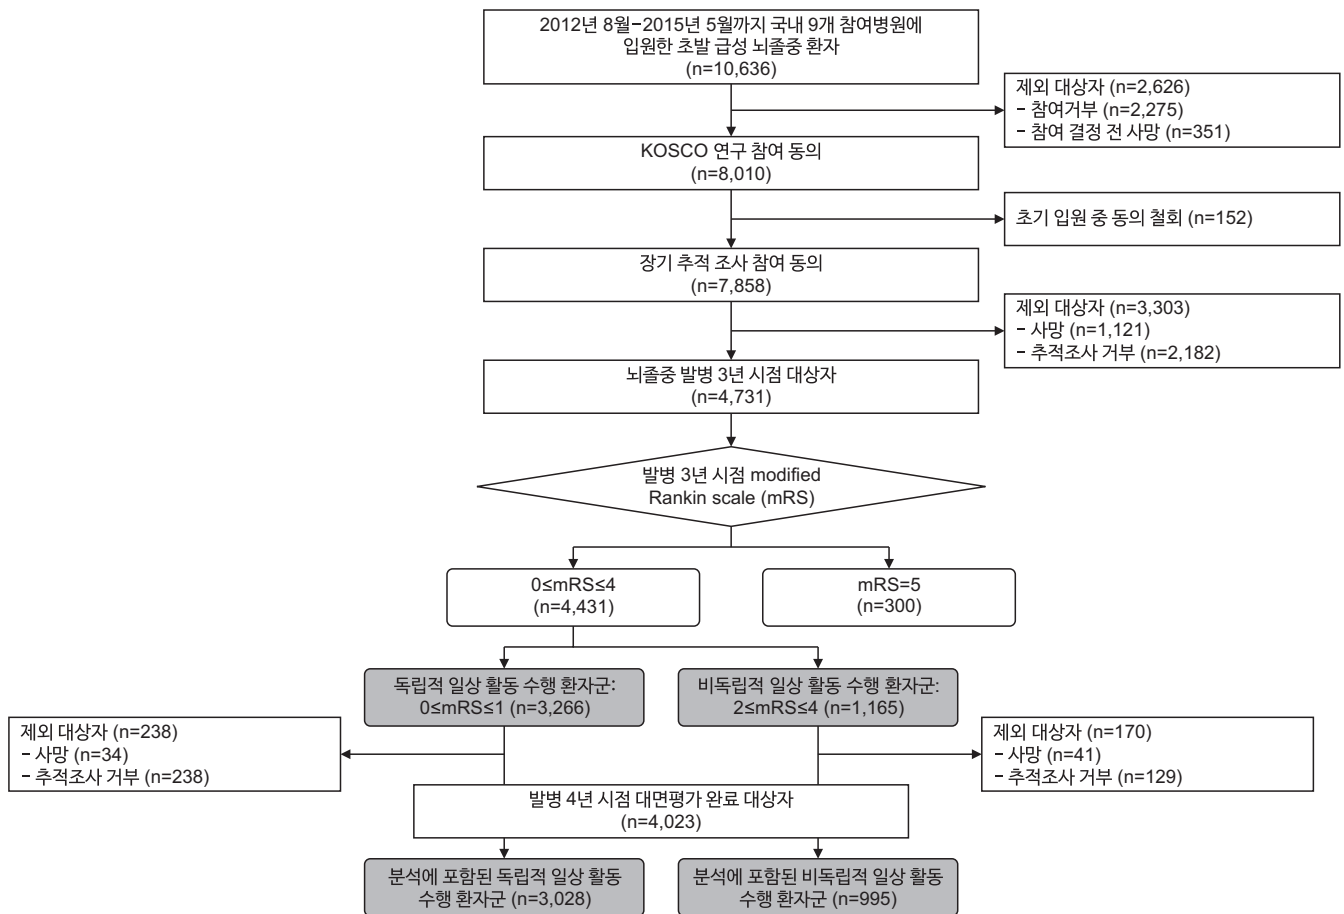 2012년 8월-2015년 5월까지 국내 9개 참여병원에
입원한 초발 급성 뇌졸중 환자
(n=10,636)
제외 대상자 (n=2,626)
- 참여거부 (n=2,275)
- 참여 결정 전 사망 (n=351)
KOSCO 연구 참여 동의
(n=8,010)
초기 입원 중 동의 철회 (n=152)
장기 추적 조사 참여 동의
(n=7,858)
제외 대상자 (n=3,303)
- 사망 (n=1,121)
- 추적조사 거부 (n=2,182)
뇌졸중 발병 3년 시점 대상자
(n=4,731)
발병 3년 시점 modified
Rankin scale (mRS)
0≤mRS≤4
(n=4,431)
mRS=5
(n=300)
독립적 일상 활동 수행 환자군:
0≤mRS≤1 (n=3,266)
비독립적 일상 활동 수행 환자군:
2≤mRS≤4 (n=1,165)
제외 대상자 (n=238)
- 사망 (n=34)
- 추적조사 거부 (n=238)
제외 대상자 (n=170)
- 사망 (n=41)
- 추적조사 거부 (n=129)
발병 4년 시점 대면평가 완료 대상자
(n=4,023)
분석에 포함된 독립적 일상 활동
수행 환자군 (n=3,028)
분석에 포함된 비독립적 일상 활동
수행 환자군 (n=995)